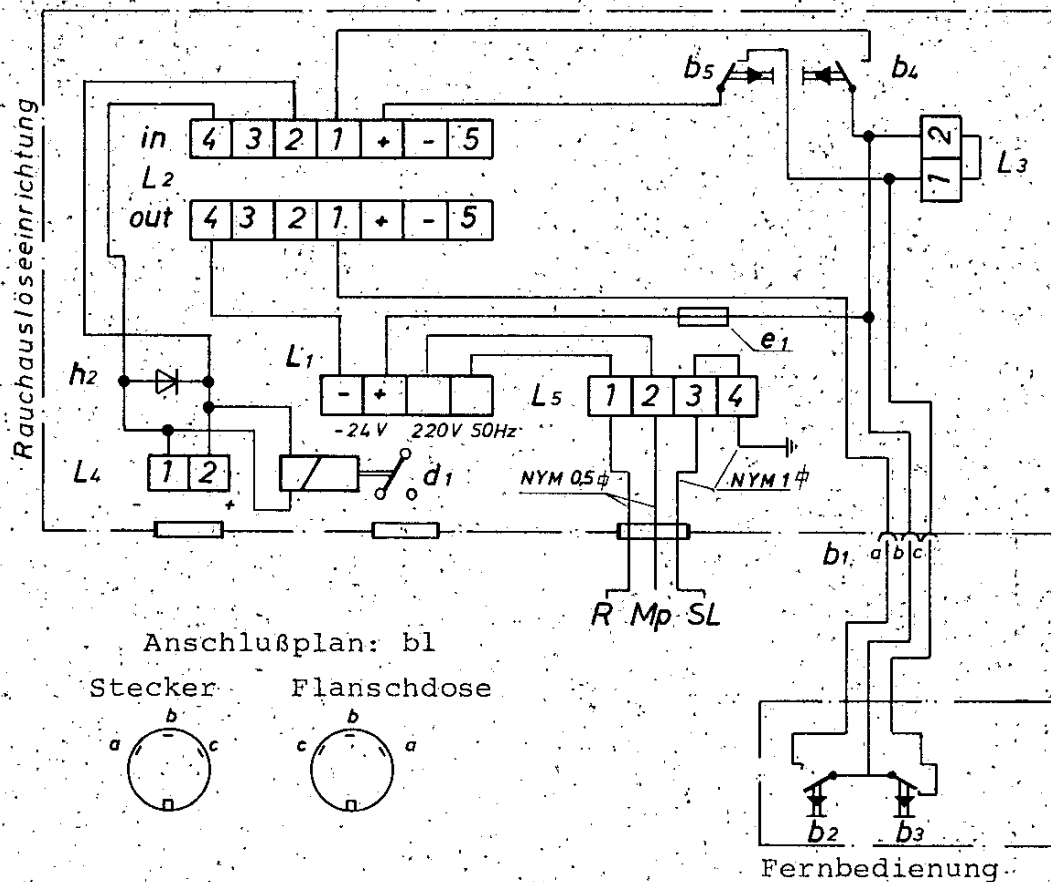 Rauchauslöseeinrichtung
b5
b4
in 4 3 2 1 + - 5
L2
out 4 3 2 1 + - 5
2
1
L3
e1
h2
L1
- +
-24V 220V 50Hz
L5
1 2 3 4
L4
1 2
- +
d1
NYM 0,5 ϕ
NYM 1 ϕ
b1 a b c
R Mp SL
Anschlußplan: bl
Stecker Flanschdose
a b c
c b a
b2 b3
Fernbedienung